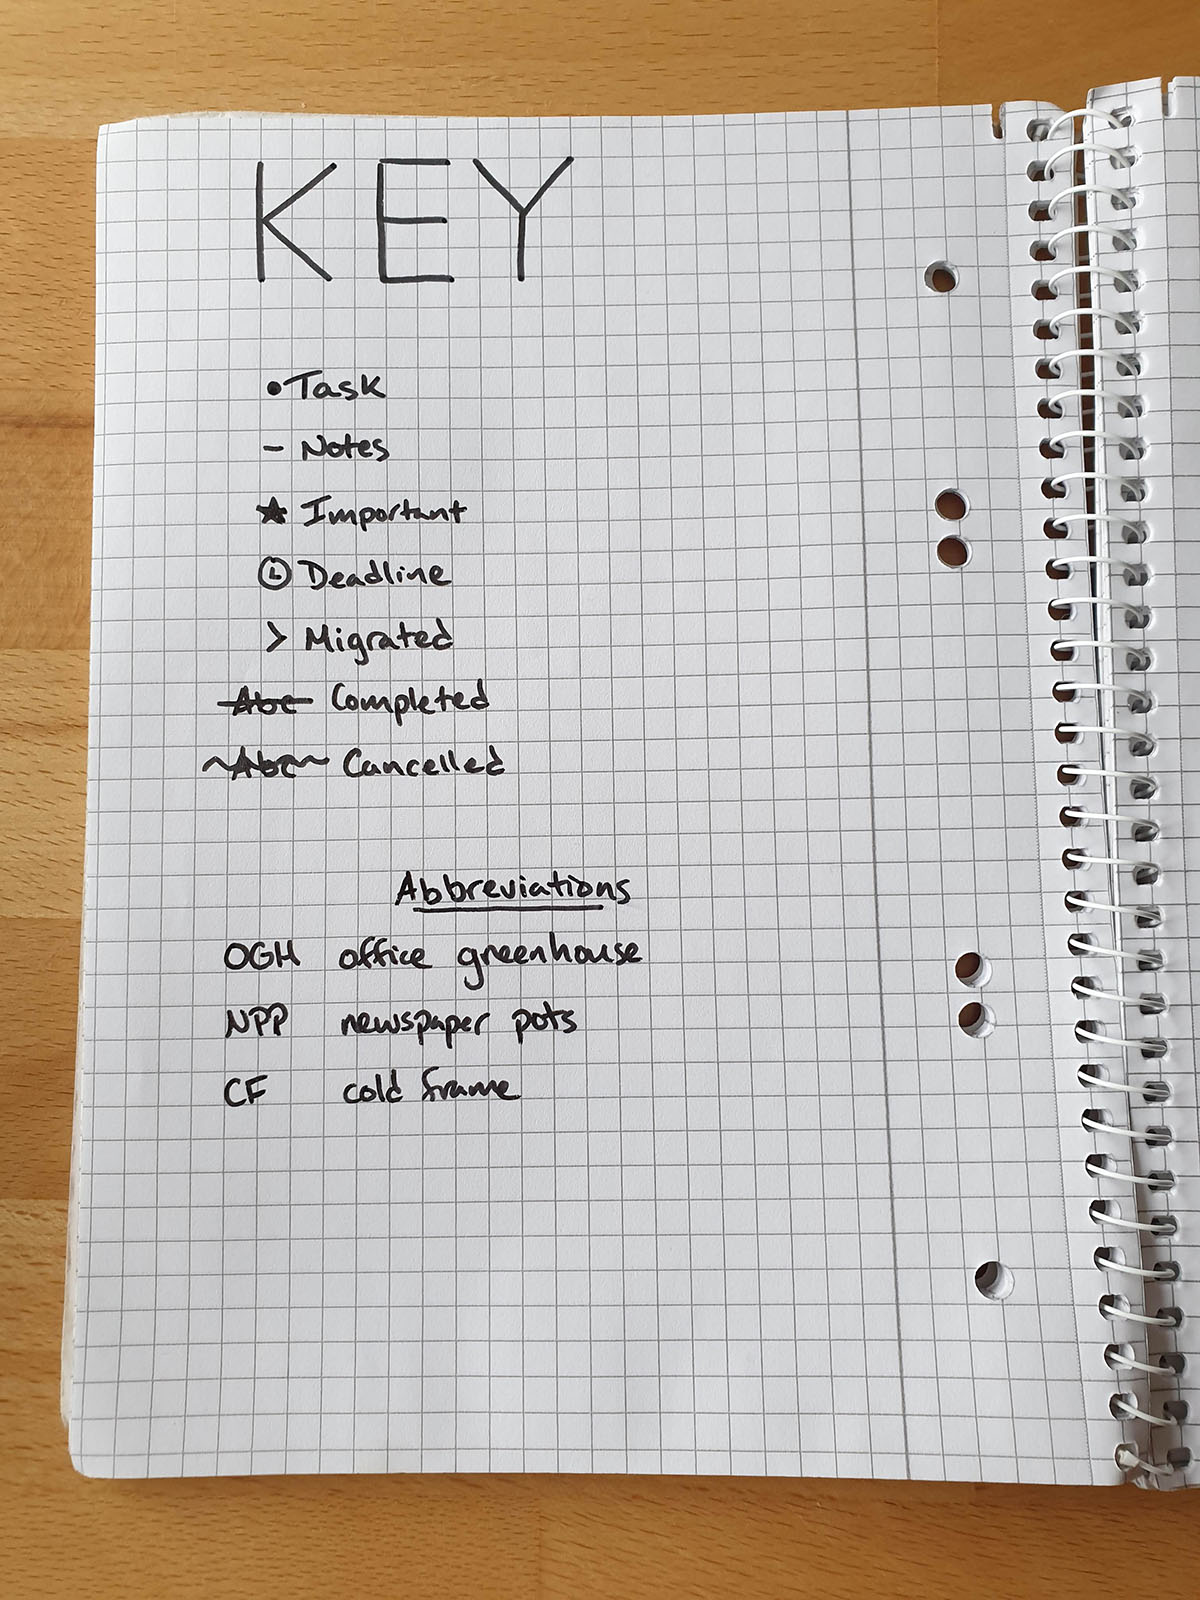 KEY
• Task
- Notes
★ Important
🕒 Deadline
> Migrated
Abc Completed
~Abc~ Cancelled
Abbreviations
OGH office greenhouse
NPP newspaper pots
CF cold frame